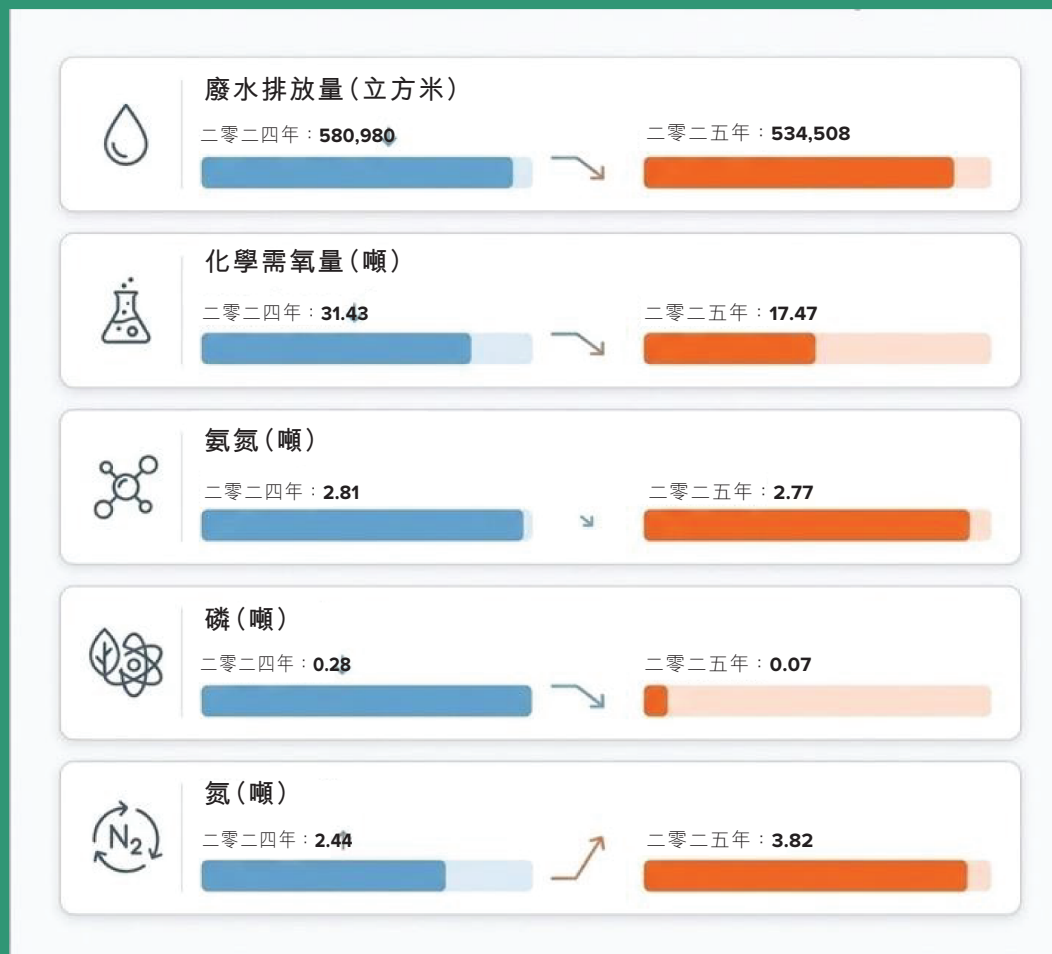 廢水排放量(立方米)
二零二四年：580,980
二零二五年：534,508
化學需氧量(噸)
二零二四年：31.43
二零二五年：17.47
氨氮(噸)
二零二四年：2.81
二零二五年：2.77
磷(噸)
二零二四年：0.28
二零二五年：0.07
氮(噸)
N2
二零二四年：2.44
二零二五年：3.82